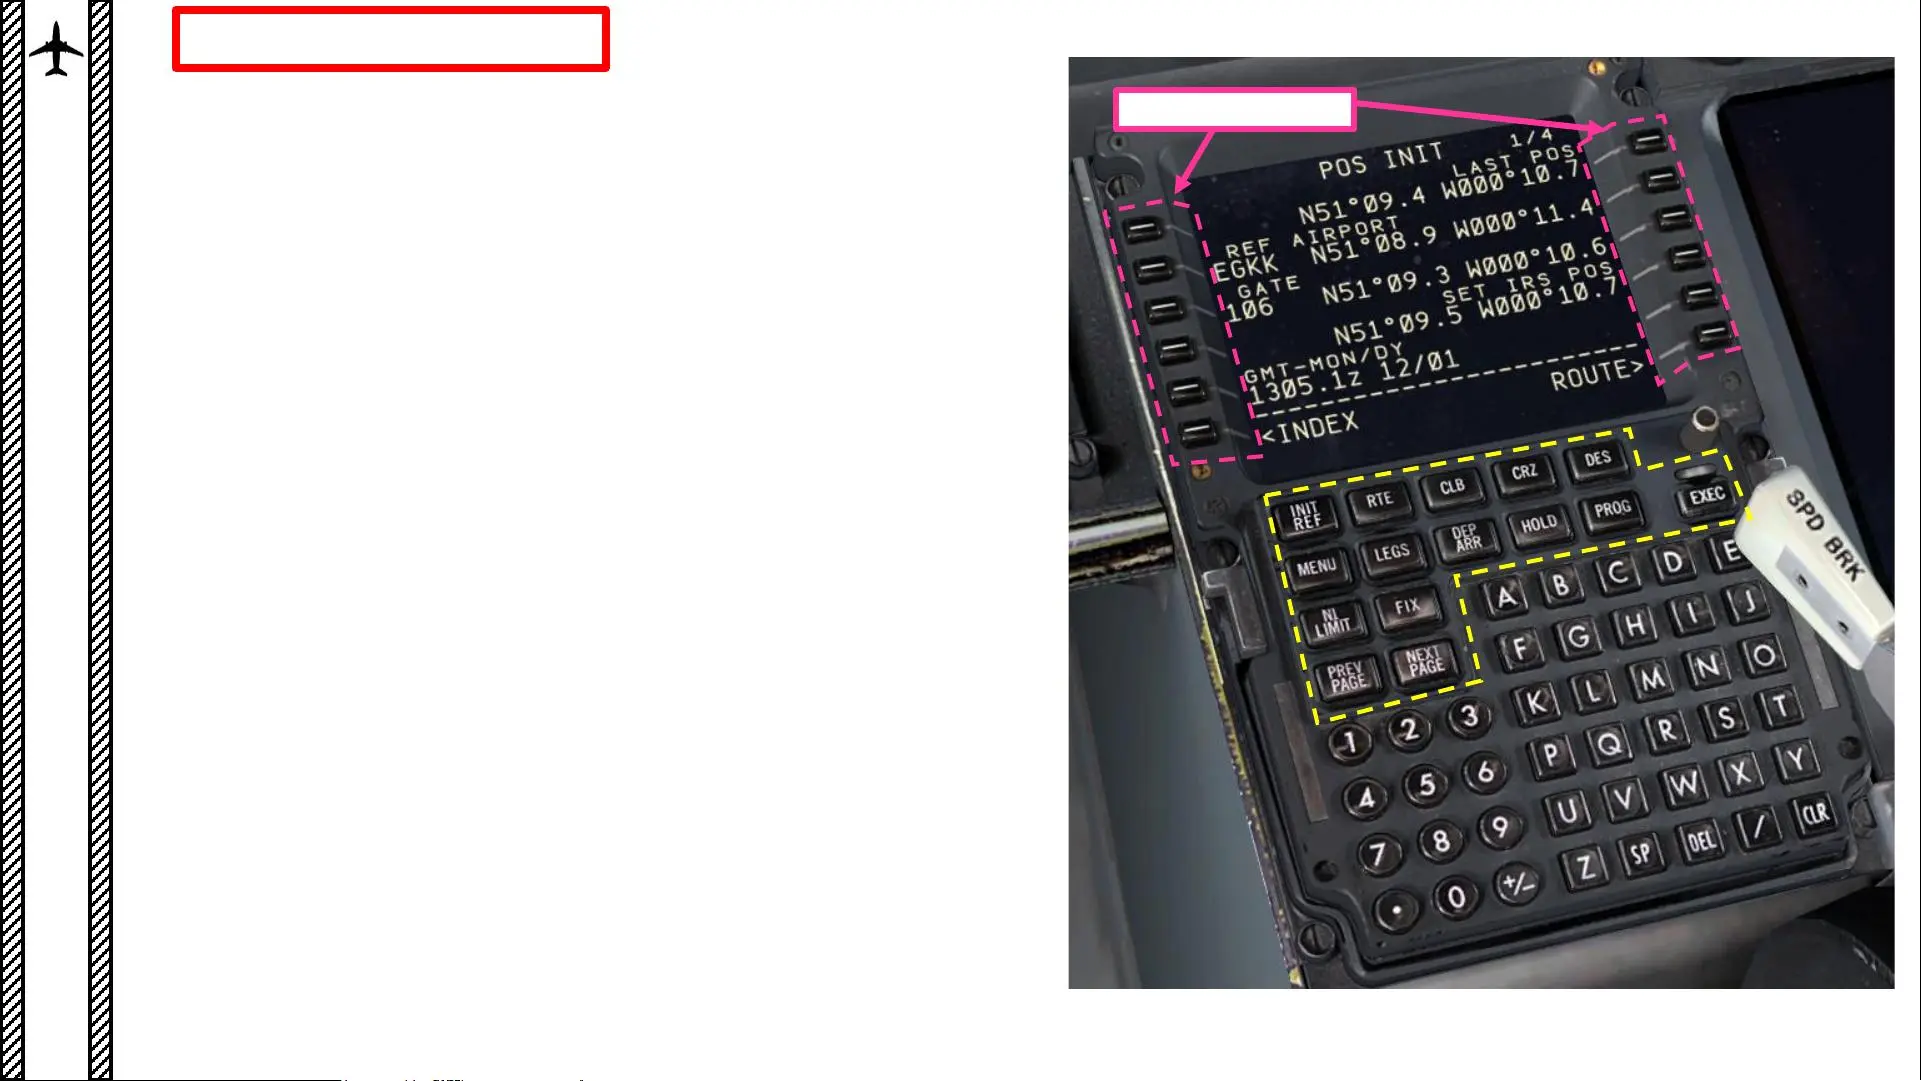 POS INIT 1/4
LAST POS
N51°09.4 W000°10.7
REF AIRPORT
EGKK N51°08.9 W000°11.4
GATE
106 N51°09.3 W000°10.6
SET IRS POS
N51°09.5 W000°10.7
GMT-MON/DY
1305.1Z 12/01
--------------------
<INDEX ROUTE>
INIT REF RTE CLB CRZ DES
MENU LEGS DEP ARR HOLD PROG EXEC
N1 LIMIT FIX
PREV PAGE NEXT PAGE
A B C D E
F G H I J
K L M N O
P Q R S T
U V W X Y
Z SP DEL / CLR
1 2 3
4 5 6
7 8 9
. 0 +/-
SPD BRK